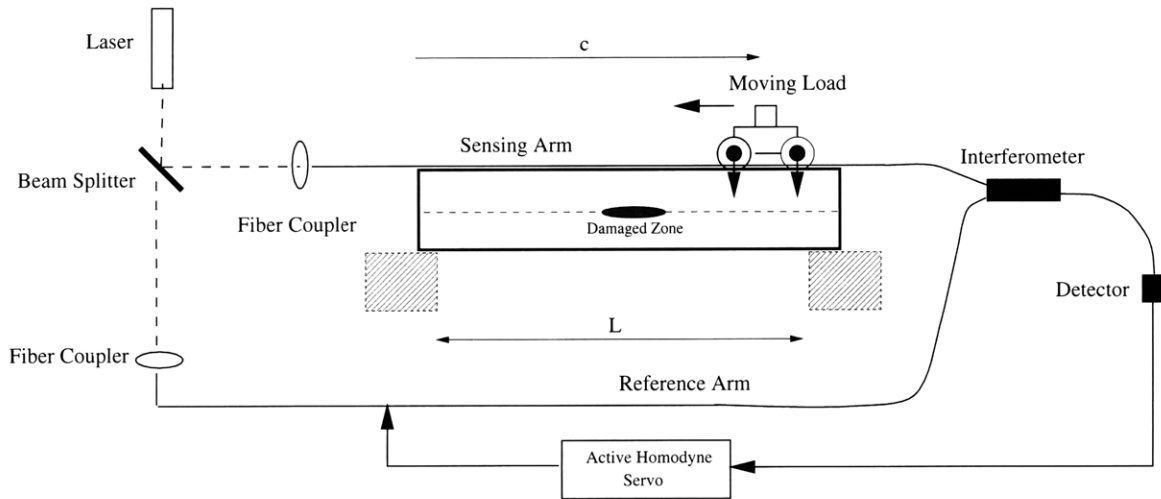 Laser
c
Moving Load
Sensing Arm
Interferometer
Beam Splitter
Fiber Coupler
Damaged Zone
Detector
L
Fiber Coupler
Reference Arm
Active Homodyne
Servo